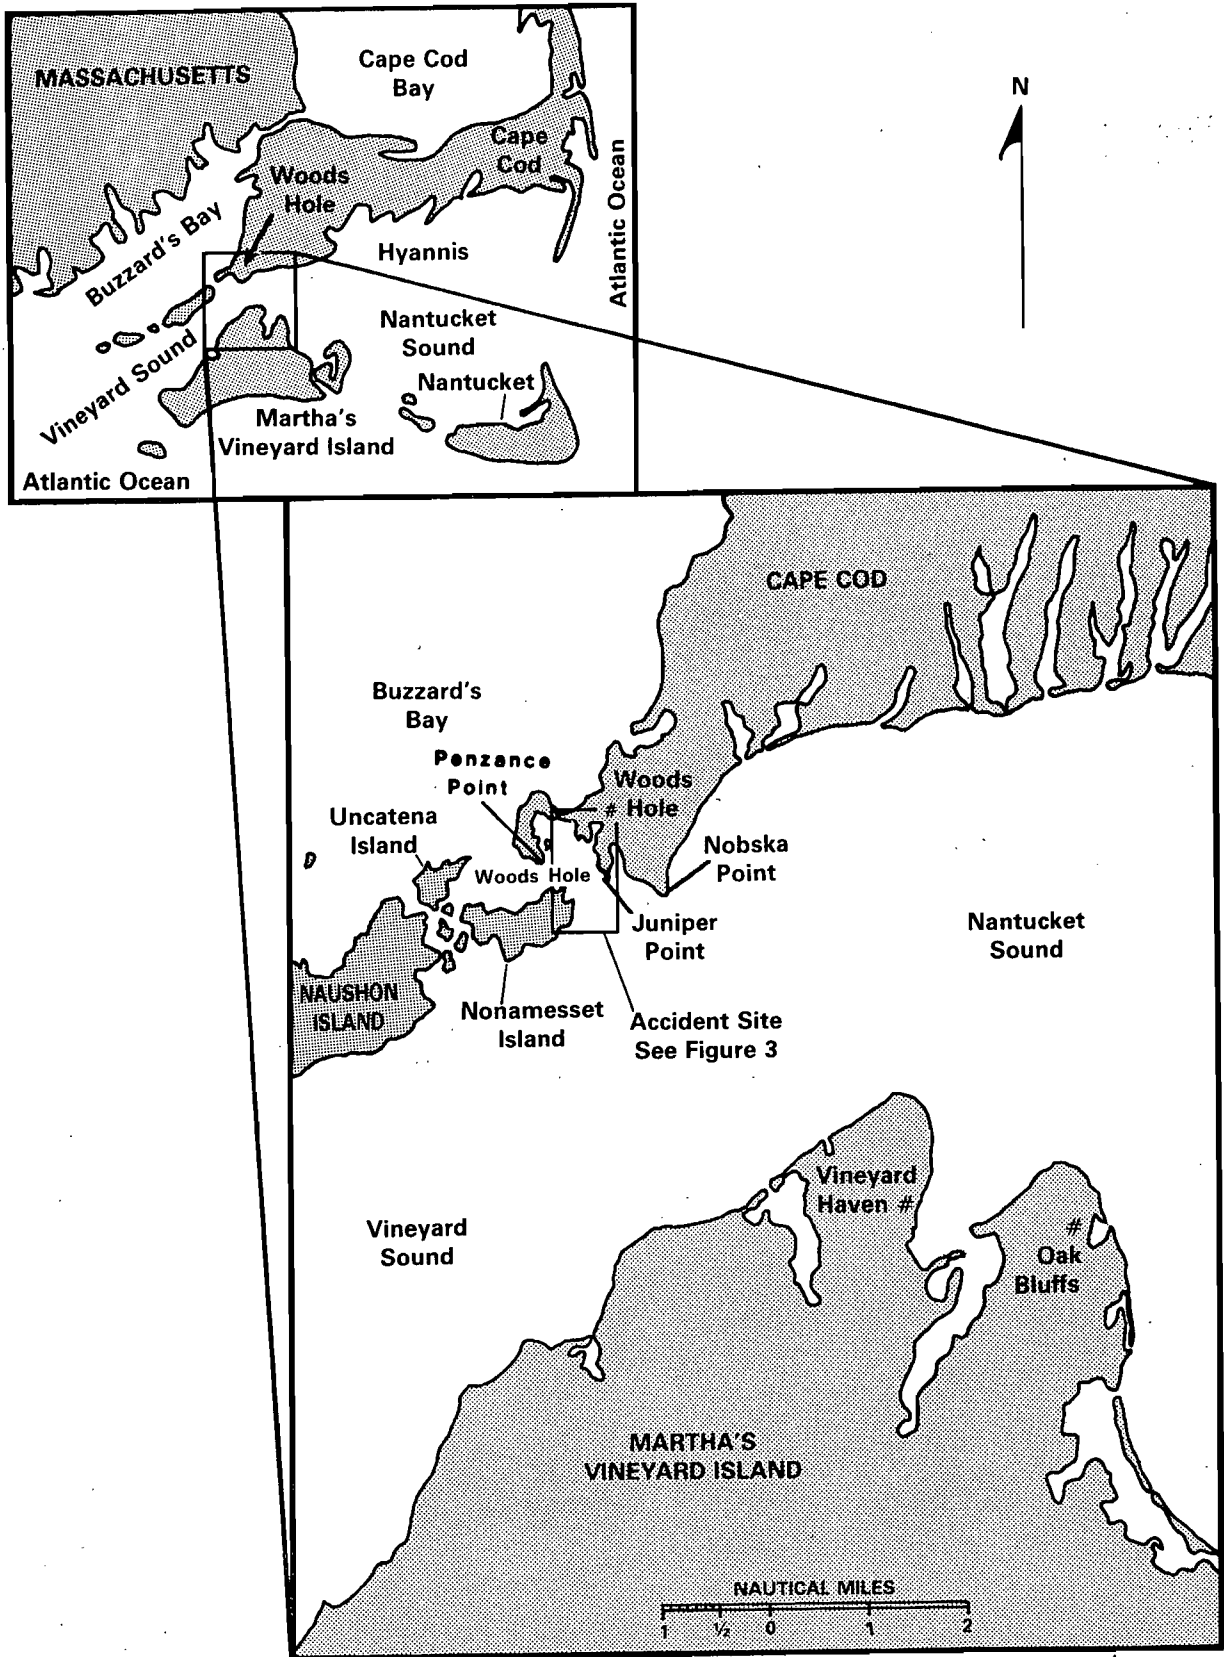 MASSACHUSETTS
Cape Cod
Bay
Cape
Cod
Woods
Hole
Buzzard's Bay
Hyannis
Atlantic Ocean
Nantucket
Sound
Nantucket
Vineyard Sound
Martha's
Vineyard Island
Atlantic Ocean
N
CAPE COD
Buzzard's
Bay
Penzance
Point
Woods
# Hole
Uncatena
Island
Nobska
Point
Woods Hole
Juniper
Point
Nantucket
Sound
NAUSHON
ISLAND
Nonamesset
Island
Accident Site
See Figure 3
Vineyard
Haven #
Vineyard
Sound
#
Oak
Bluffs
MARTHA'S
VINEYARD ISLAND
NAUTICAL MILES
1 ½ 0 1 2